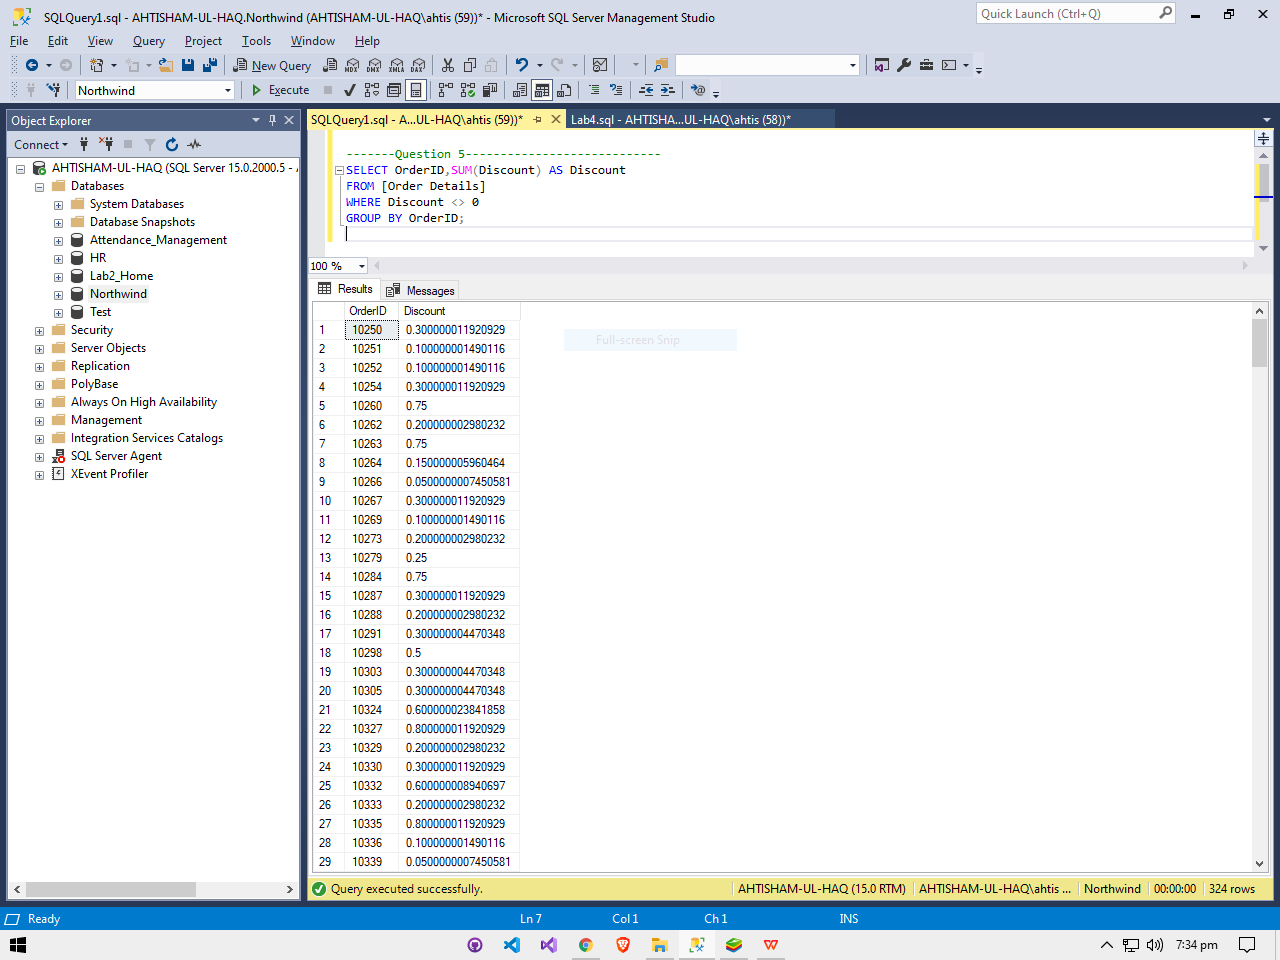 SQLQuery1.sql - AHTISHAM-UL-HAQ.Northwind (AHTISHAM-UL-HAQ\ahtis (59))* - Microsoft SQL Server Management Studio
Quick Launch (Ctrl+Q)
File Edit View Query Project Tools Window Help
New Query MDX DMX XMLA DAX
Northwind Execute
Object Explorer
Connect
AHTISHAM-UL-HAQ (SQL Server 15.0.2000.5 - A
Databases
System Databases
Database Snapshots
Attendance_Management
HR
Lab2_Home
Northwind
Test
Security
Server Objects
Replication
PolyBase
Always On High Availability
Management
Integration Services Catalogs
SQL Server Agent
XEvent Profiler
SQLQuery1.sql - A...UL-HAQ\ahtis (59))* Lab4.sql - AHTISHA...UL-HAQ\ahtis (58))*
-------Question 5----------------------------
SELECT OrderID,SUM(Discount) AS Discount
FROM [Order Details]
WHERE Discount <> 0
GROUP BY OrderID;
100 %
Results Messages
OrderID Discount
1 10250 0.300000011920929
2 10251 0.100000001490116
3 10252 0.100000001490116
4 10254 0.300000011920929
5 10260 0.75
6 10262 0.200000002980232
7 10263 0.75
8 10264 0.150000005960464
9 10266 0.0500000007450581
10 10267 0.300000011920929
11 10269 0.100000001490116
12 10273 0.200000002980232
13 10279 0.25
14 10284 0.75
15 10287 0.300000011920929
16 10288 0.200000002980232
17 10291 0.300000004470348
18 10298 0.5
19 10303 0.300000004470348
20 10305 0.300000004470348
21 10324 0.600000023841858
22 10327 0.800000011920929
23 10329 0.200000002980232
24 10330 0.300000011920929
25 10332 0.600000008940697
26 10333 0.200000002980232
27 10335 0.800000011920929
28 10336 0.100000001490116
29 10339 0.0500000007450581
Full-screen Snip
Query executed successfully. AHTISHAM-UL-HAQ (15.0 RTM) AHTISHAM-UL-HAQ\ahtis ... Northwind 00:00:00 324 rows
Ready Ln 7 Col 1 Ch 1 INS
7:34 pm